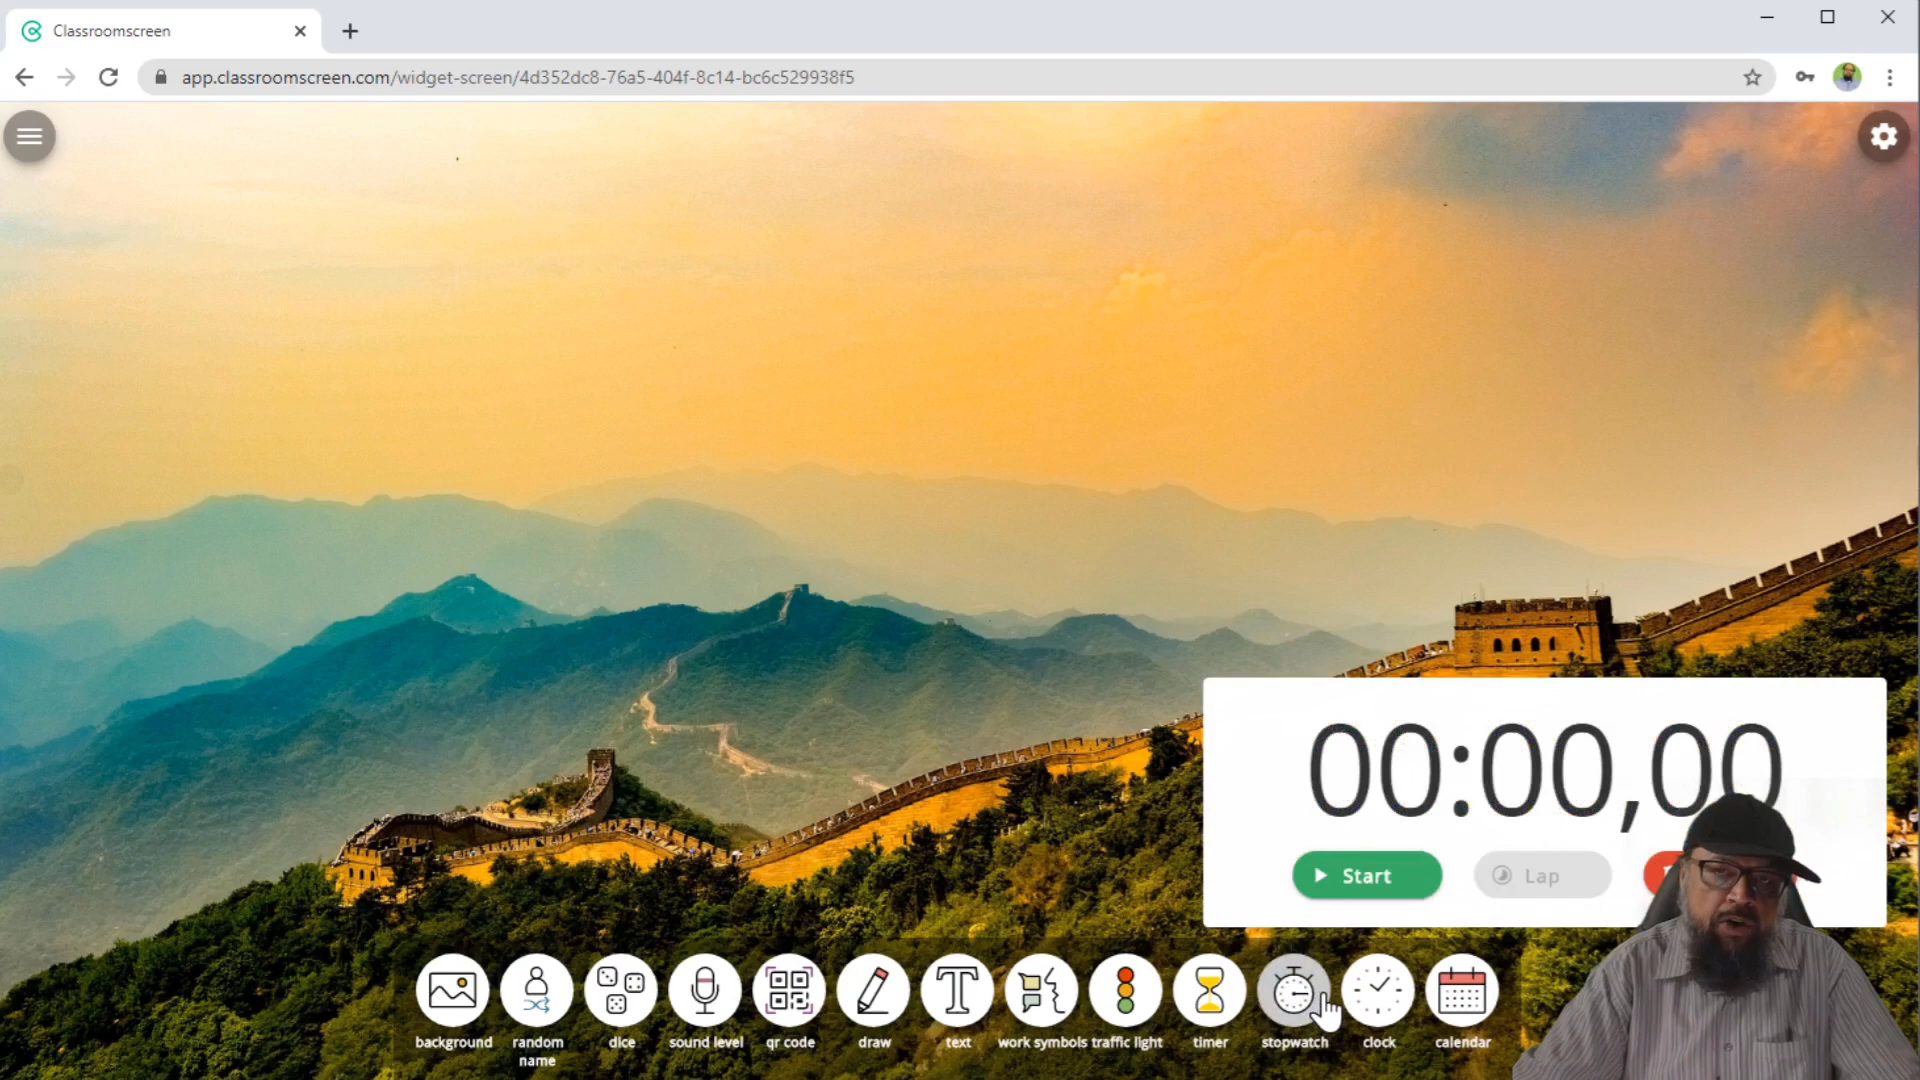 Classroomscreen
app.classroomscreen.com/widget-screen/4d352dc8-76a5-404f-8c14-bc6c529938f5
00:00,00
Start
Lap
background
random name
dice
sound level
qr code
draw
text
work symbols
traffic light
timer
stopwatch
clock
calendar